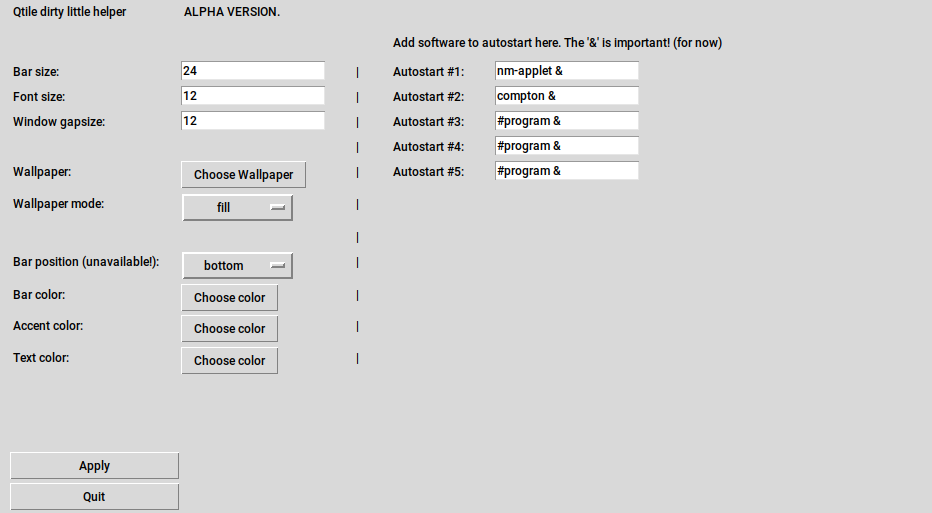 Qtile dirty little helper ALPHA VERSION.
Add software to autostart here. The '&' is important! (for now)
Bar size: 24 | Autostart #1: nm-applet &
Font size: 12 | Autostart #2: compton &
Window gapsize: 12 | Autostart #3: #program &
| Autostart #4: #program &
Wallpaper: Choose Wallpaper | Autostart #5: #program &
Wallpaper mode: fill |
|
Bar position (unavailable!): bottom |
Bar color: Choose color |
Accent color: Choose color |
Text color: Choose color |
Apply
Quit